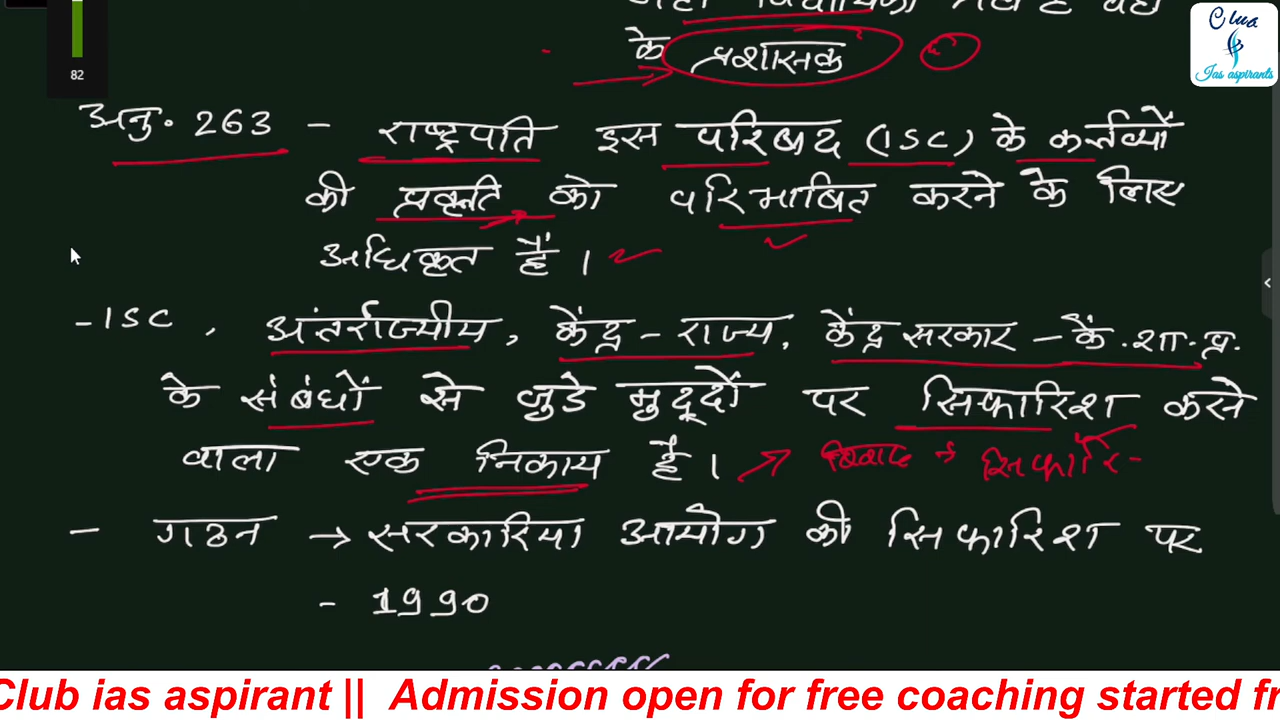 Club
Ias aspirants
के प्रशासक
82
अनु. 263 - राष्ट्रपति इस परिषद (ISC) के कर्त्तव्यों
की प्रकृति को परिभाषित करने के लिए
अधिकृत हैं।
- ISC , अंतर्राज्यीय, केंद्र - राज्य, केंद्र सरकार - कें.शा.प्र.
के संबंधों से जुडे मुद्दों पर सिफारिश करने
वाला एक निकाय है। विवाद → सिफारि-
- गठन → सरकारिया आयोग की सिफारिश पर
- 1990
Club ias aspirant || Admission open for free coaching started fr